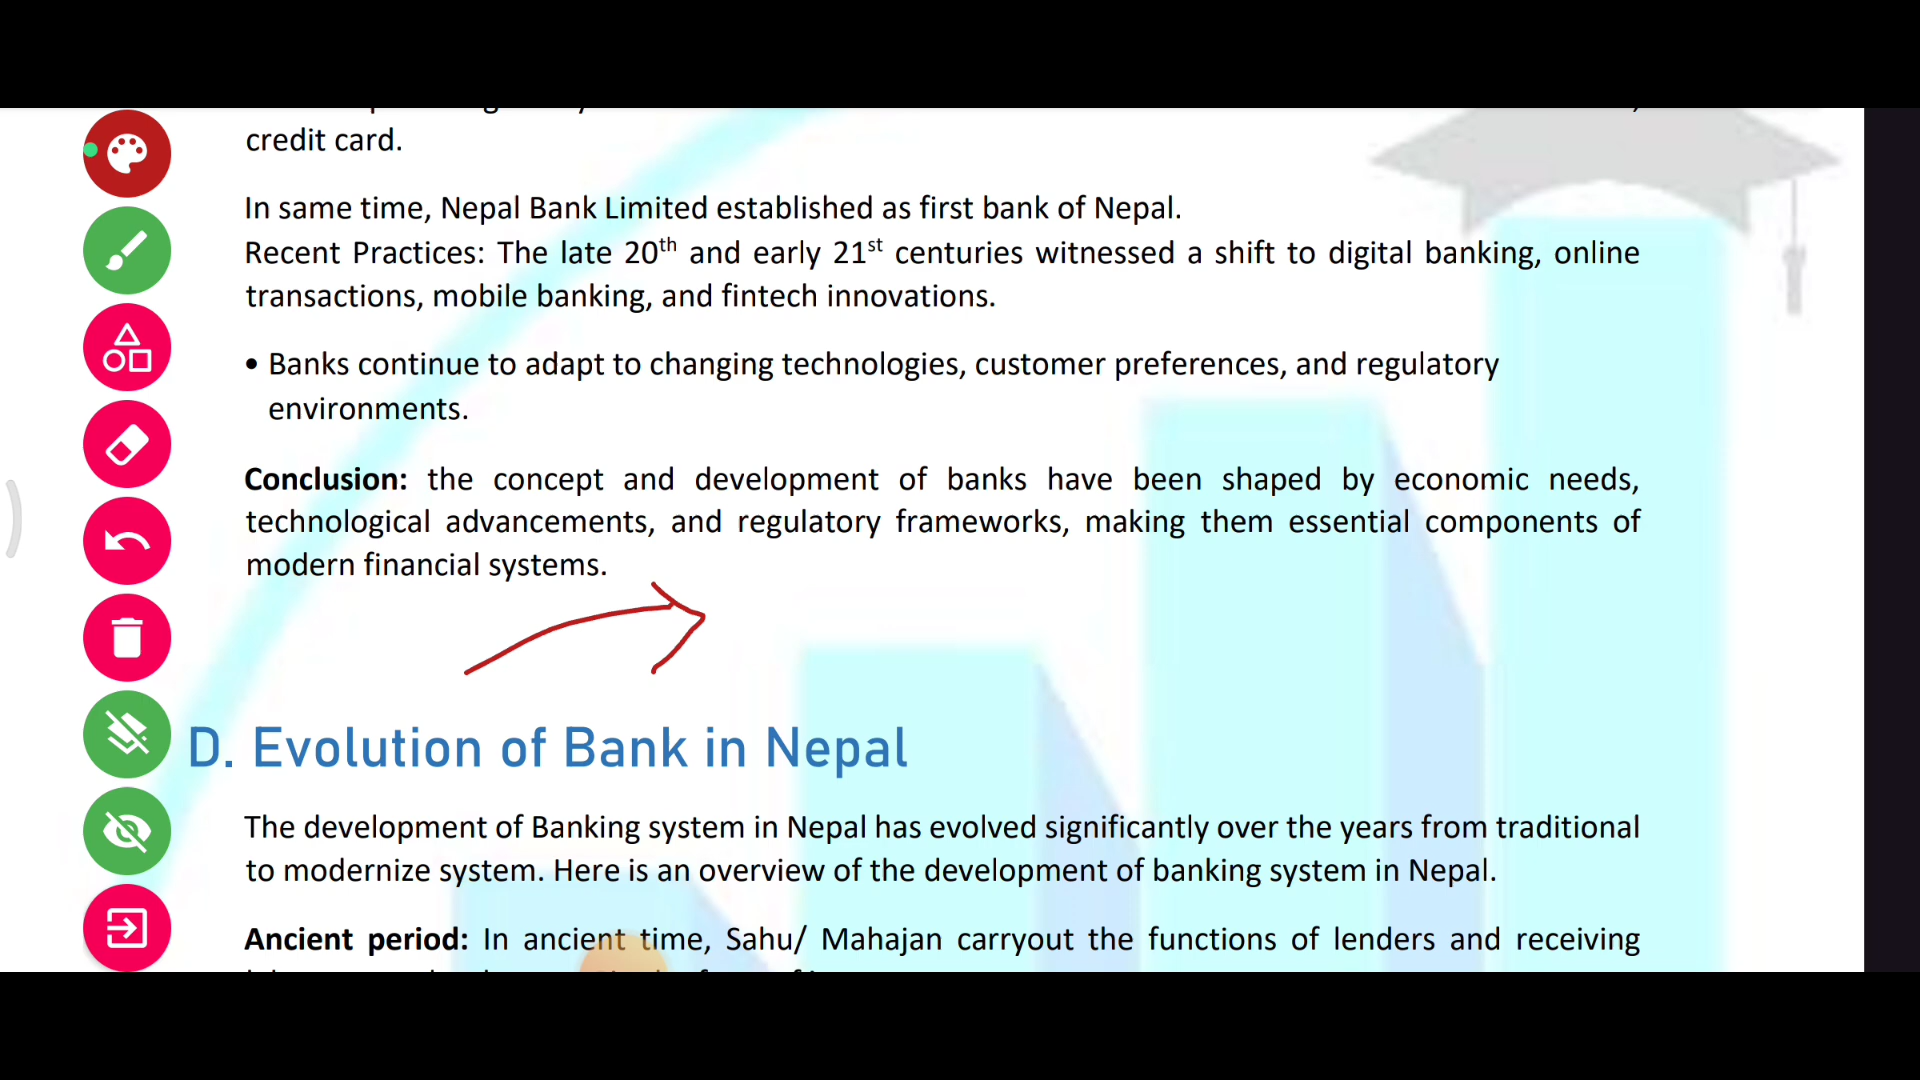 credit card.
In same time, Nepal Bank Limited established as first bank of Nepal.
Recent Practices: The late 20th and early 21st centuries witnessed a shift to digital banking, online
transactions, mobile banking, and fintech innovations.
• Banks continue to adapt to changing technologies, customer preferences, and regulatory
environments.
Conclusion: the concept and development of banks have been shaped by economic needs,
technological advancements, and regulatory frameworks, making them essential components of
modern financial systems.
D. Evolution of Bank in Nepal
The development of Banking system in Nepal has evolved significantly over the years from traditional
to modernize system. Here is an overview of the development of banking system in Nepal.
Ancient period: In ancient time, Sahu/ Mahajan carryout the functions of lenders and receiving